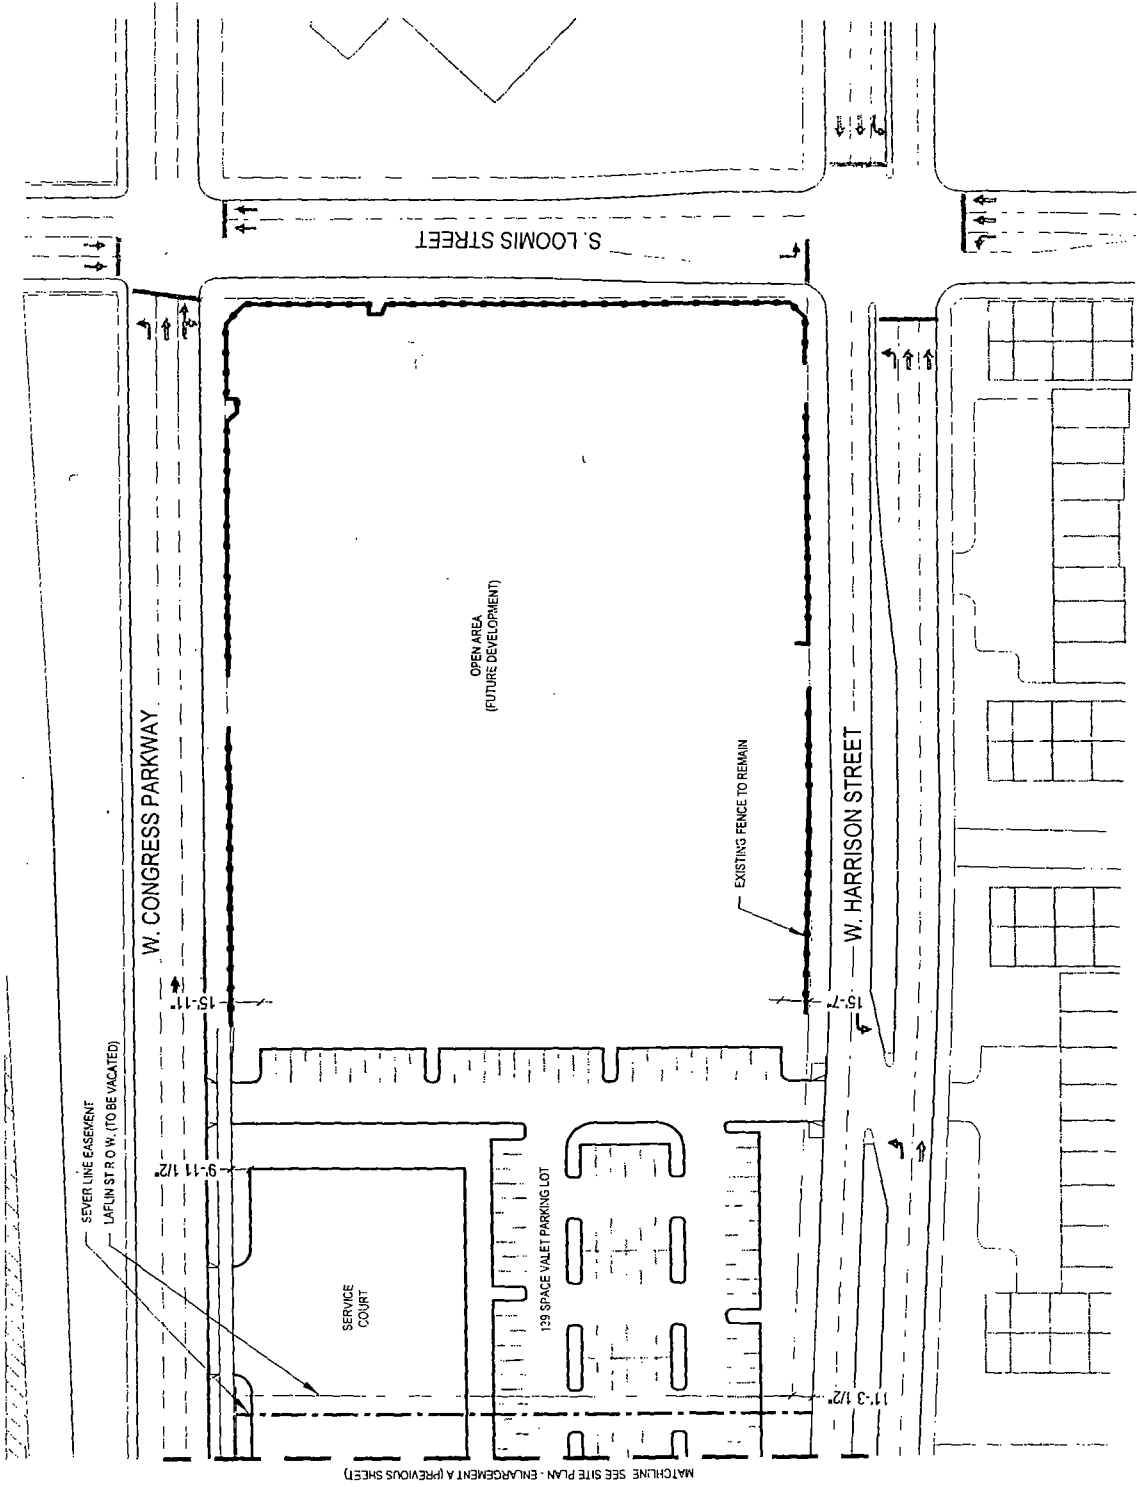 SEVER LINE EASEMENT
LAFLIN ST R O W. (TO BE VACATED)
W. CONGRESS PARKWAY
15'-11"
9'-11 1/2"
SERVICE
COURT
139 SPACE VALET PARKING LOT
OPEN AREA
(FUTURE DEVELOPMENT)
S. LOOMIS STREET
EXISTING FENCE TO REMAIN
W. HARRISON STREET
15'-7"
11'-3 1/2"
MATCHLINE SEE SITE PLAN - ENLARGEMENT A (PREVIOUS SHEET)